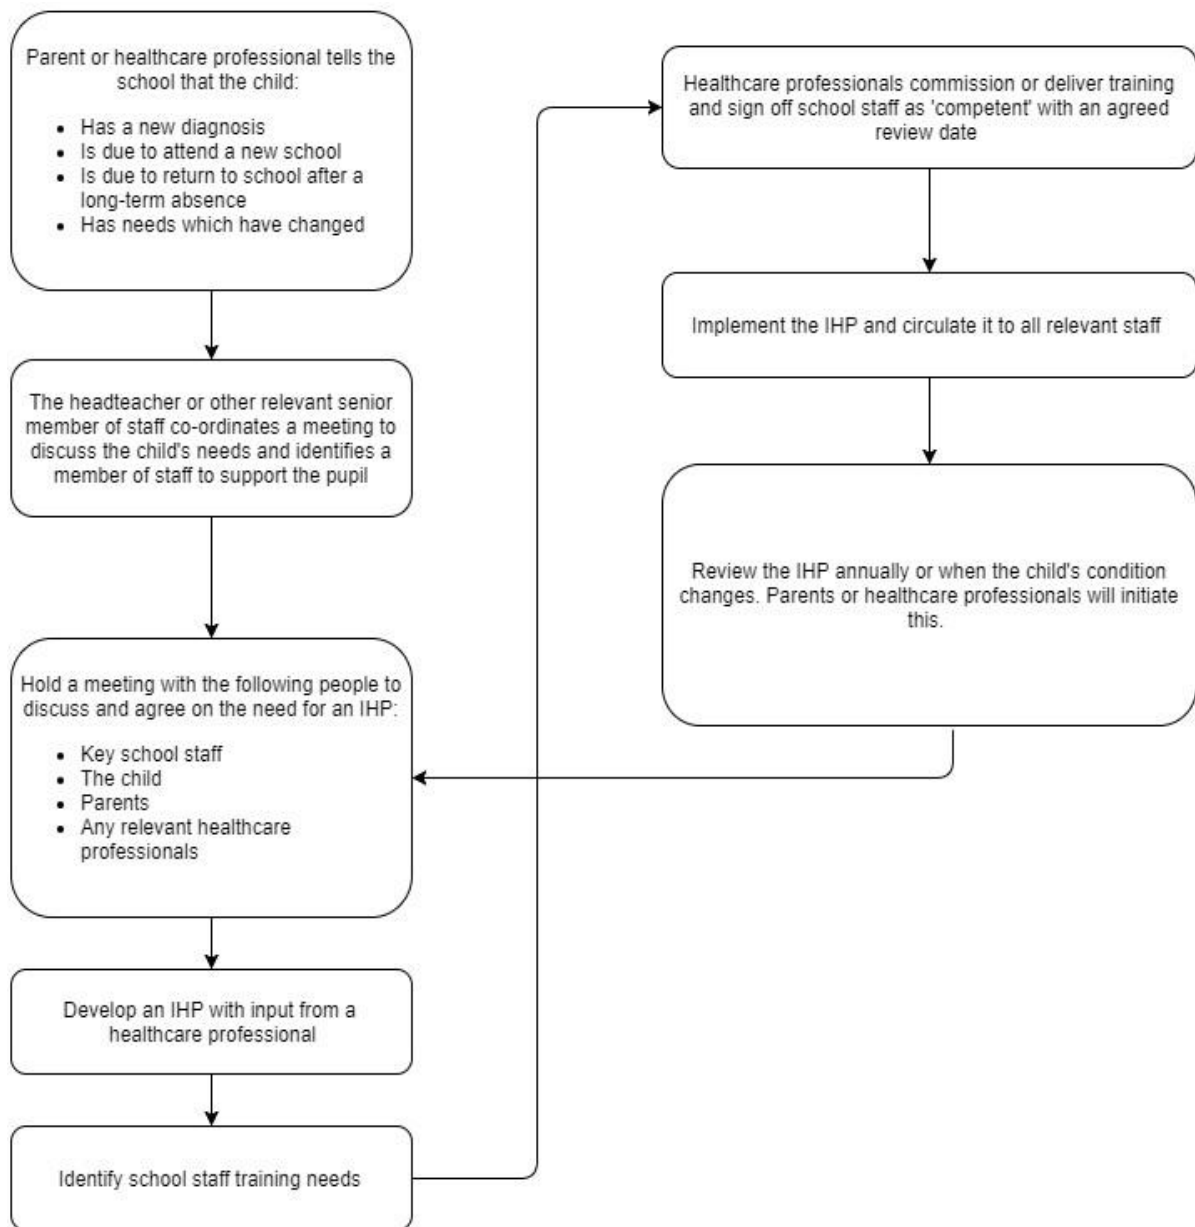 Parent or healthcare professional tells the
school that the child:
• Has a new diagnosis
• Is due to attend a new school
• Is due to return to school after a
long-term absence
• Has needs which have changed
The headteacher or other relevant senior
member of staff co-ordinates a meeting to
discuss the child's needs and identifies a
member of staff to support the pupil
Hold a meeting with the following people to
discuss and agree on the need for an IHP:
• Key school staff
• The child
• Parents
• Any relevant healthcare
professionals
Develop an IHP with input from a
healthcare professional
Identify school staff training needs
Healthcare professionals commission or deliver training
and sign off school staff as 'competent' with an agreed
review date
Implement the IHP and circulate it to all relevant staff
Review the IHP annually or when the child's condition
changes. Parents or healthcare professionals will initiate
this.